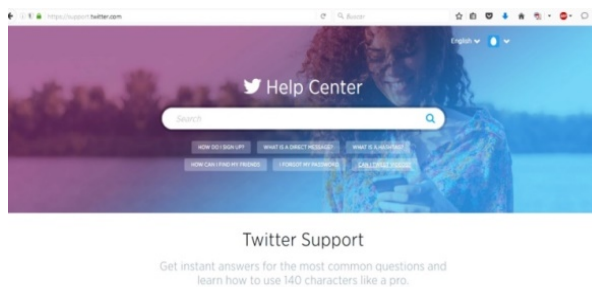 https://support.twitter.com
Buscar
English
Help Center
Search
HOW DO I SIGN UP? WHAT IS A DIRECT MESSAGE? WHAT IS A HASHTAG?
HOW CAN I FIND MY FRIENDS I FORGOT MY PASSWORD
Twitter Support
Get instant answers for the most common questions and
learn how to use 140 characters like a pro.